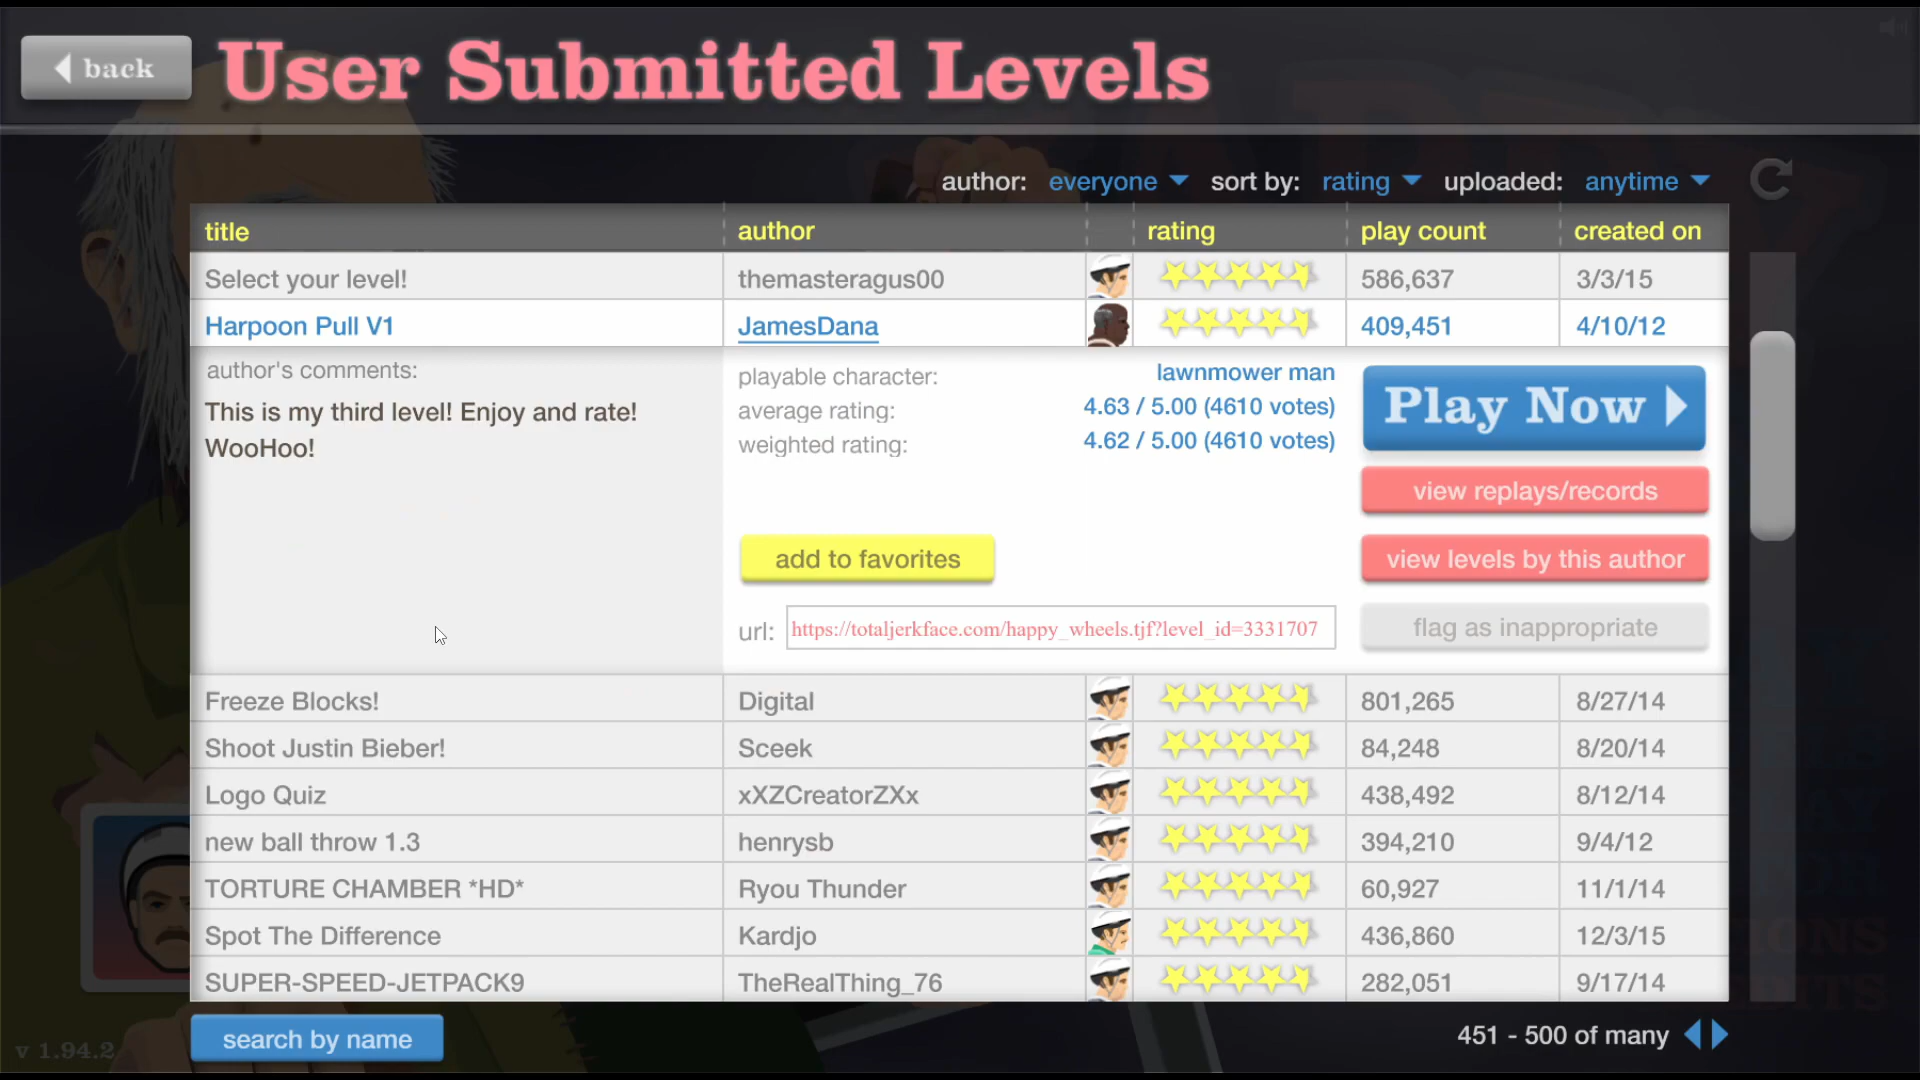 back
User Submitted Levels
author: everyone sort by: rating uploaded: anytime
title author rating play count created on
Select your level! themasteragus00 586,637 3/3/15
Harpoon Pull V1 JamesDana 409,451 4/10/12
author's comments:
This is my third level! Enjoy and rate!
WooHoo!
playable character: lawnmower man
average rating: 4.63 / 5.00 (4610 votes)
weighted rating: 4.62 / 5.00 (4610 votes)
Play Now
view replays/records
add to favorites
view levels by this author
url: https://totaljerkface.com/happy_wheels.tjf?level_id=3331707
flag as inappropriate
Freeze Blocks! Digital 801,265 8/27/14
Shoot Justin Bieber! Sceek 84,248 8/20/14
Logo Quiz xXZCreatorZXx 438,492 8/12/14
new ball throw 1.3 henrysb 394,210 9/4/12
TORTURE CHAMBER *HD* Ryou Thunder 60,927 11/1/14
Spot The Difference Kardjo 436,860 12/3/15
SUPER-SPEED-JETPACK9 TheRealThing_76 282,051 9/17/14
v 1.94.2
search by name
451 - 500 of many